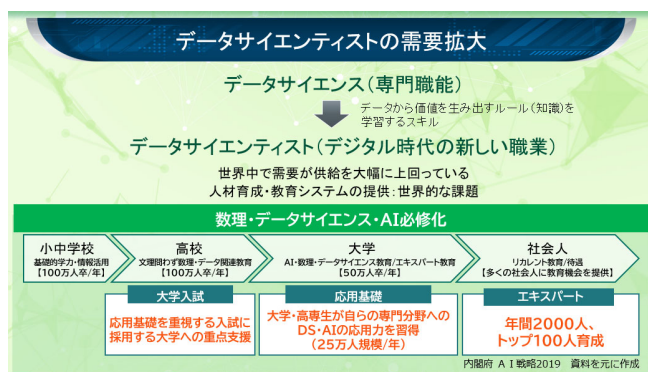 データサイエンティストの需要拡大
データサイエンス(専門職能)
データから価値を生み出すルール(知識)を
学習するスキル
データサイエンティスト(デジタル時代の新しい職業)
世界中で需要が供給を大幅に上回っている
人材育成・教育システムの提供:世界的な課題
数理・データサイエンス・AI必修化
小中学校
基礎的学力・情報活用
【100万人卒/年】
高校
文理問わず数理・データ関連教育
【100万人卒/年】
大学
AI・数理・データサイエンス教育/エキスパート教育
【50万人卒/年】
社会人
リカレント教育/待遇
【多くの社会人に教育機会を提供】
大学入試
応用基礎を重視する入試に
採用する大学への重点支援
応用基礎
大学・高専生が自らの専門分野への
DS・AIの応用力を習得
(25万人規模/年)
エキスパート
年間2000人、
トップ100人育成
内閣府 AI戦略2019 資料を元に作成